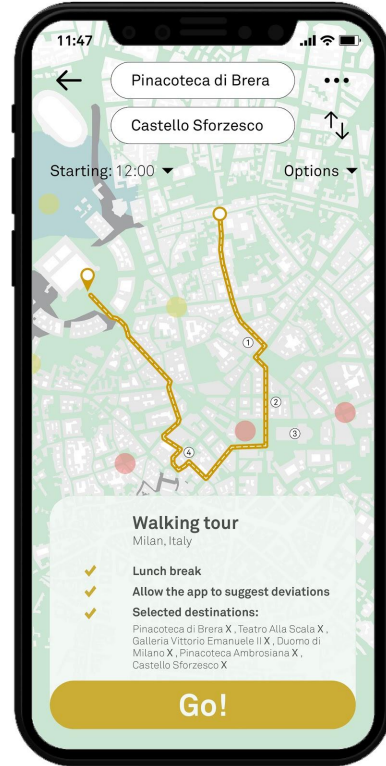 11:47
Pinacoteca di Brera
Castello Sforzesco
Starting: 12:00
Options
1
2
3
4
Walking tour
Milan, Italy
Lunch break
Allow the app to suggest deviations
Selected destinations:
Pinacoteca di Brera X , Teatro Alla Scala X ,
Galleria Vittorio Emanuele II X , Duomo di
Milano X , Pinacoteca Ambrosiana X ,
Castello Sforzesco X
Go!